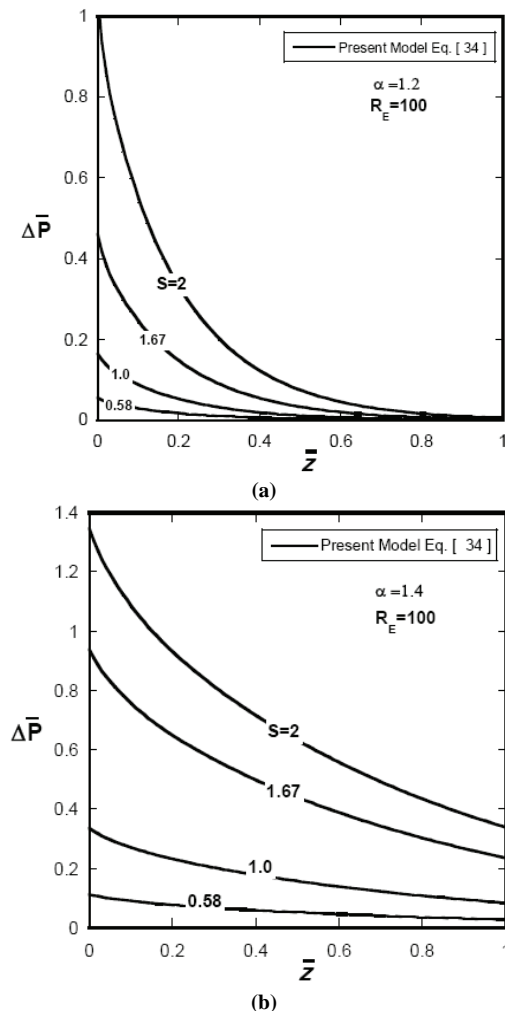 1
0.8
0.6
0.4
0.2
0
ΔP̄
Present Model Eq. [ 34 ]
α =1.2
R_E=100
S=2
1.67
1.0
0.58
0 0.2 0.4 0.6 0.8 1
z̄
(a)
1.4
1.2
1
0.8
0.6
0.4
0.2
0
ΔP̄
Present Model Eq. [ 34 ]
α =1.4
R_E=100
S=2
1.67
1.0
0.58
0 0.2 0.4 0.6 0.8 1
z̄
(b)